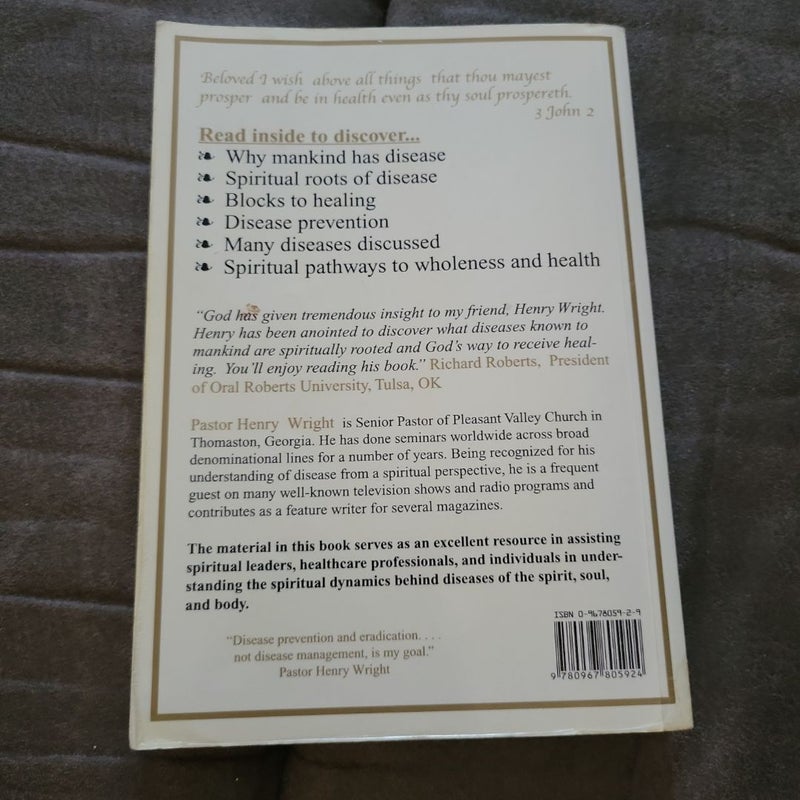 Beloved I wish above all things that thou mayest
prosper and be in health even as thy soul prospereth.
3 John 2
Read inside to discover...
Why mankind has disease
Spiritual roots of disease
Blocks to healing
Disease prevention
Many diseases discussed
Spiritual pathways to wholeness and health
“God has given tremendous insight to my friend, Henry Wright.
Henry has been anointed to discover what diseases known to
mankind are spiritually rooted and God’s way to receive heal-
ing. You’ll enjoy reading his book.” Richard Roberts, President
of Oral Roberts University, Tulsa, OK
Pastor Henry Wright is Senior Pastor of Pleasant Valley Church in
Thomaston, Georgia. He has done seminars worldwide across broad
denominational lines for a number of years. Being recognized for his
understanding of disease from a spiritual perspective, he is a frequent
guest on many well-known television shows and radio programs and
contributes as a feature writer for several magazines.
The material in this book serves as an excellent resource in assisting
spiritual leaders, healthcare professionals, and individuals in under-
standing the spiritual dynamics behind diseases of the spirit, soul,
and body.
“Disease prevention and eradication. . . .
not disease management, is my goal.”
Pastor Henry Wright
ISBN 0-9678059-2-9
9 780967 805924